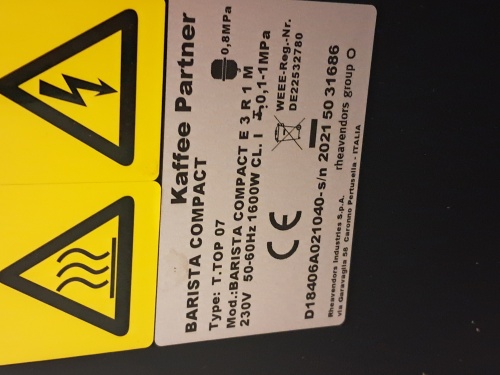 Kaffee Partner
BARISTA COMPACT
Type: T.TOP 07
0,8MPa
Mod.:BARISTA COMPACT E 3 R 1 M
230V 50-60Hz 1600W CL. I 0,1-1MPa
WEEE-Reg.-Nr.
DE22532780
CE
D18406A021040-s/n 2021 50 31686
rheavendors group
Rheavendors Industries S.p.A.
via Garavaglia 58 Caronno Pertusella - ITALIA